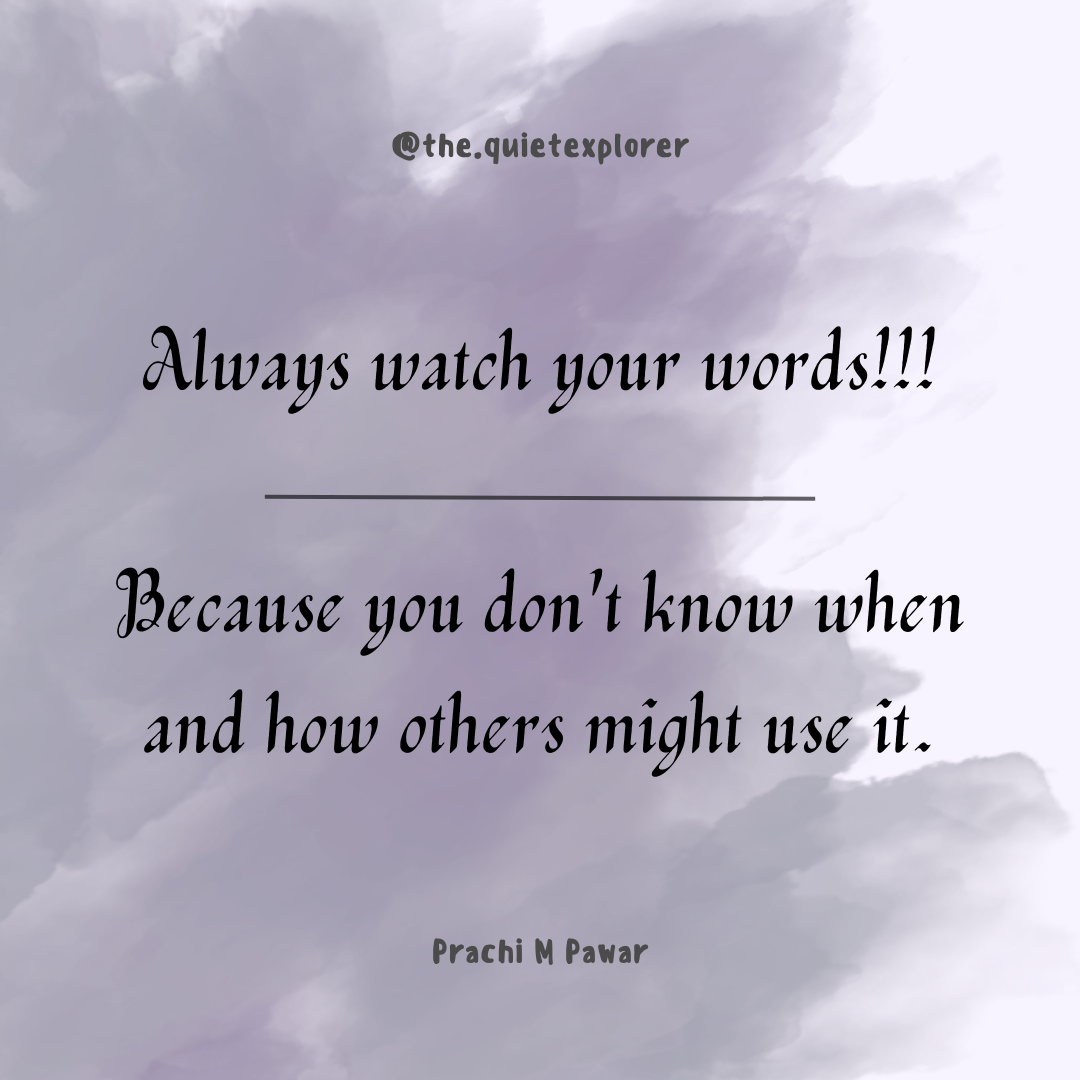 @the.quietexplorer
Always watch your words!!!
Because you don't know when
and how others might use it.
Prachi M Pawar